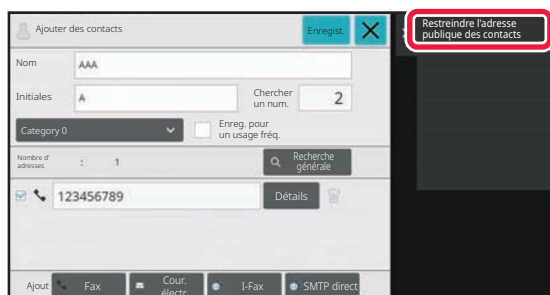 Ajouter des contacts
Enregist.
Restreindre l'adresse
publique des contacts
Nom
AAA
Initiales
A
Chercher
un num.
2
Category 0
Enreg. pour
un usage fréq.
Nombre d'
adresses
:
1
Recherche
générale
123456789
Détails
Ajout
Fax
Cour.
électr.
I-Fax
SMTP direct